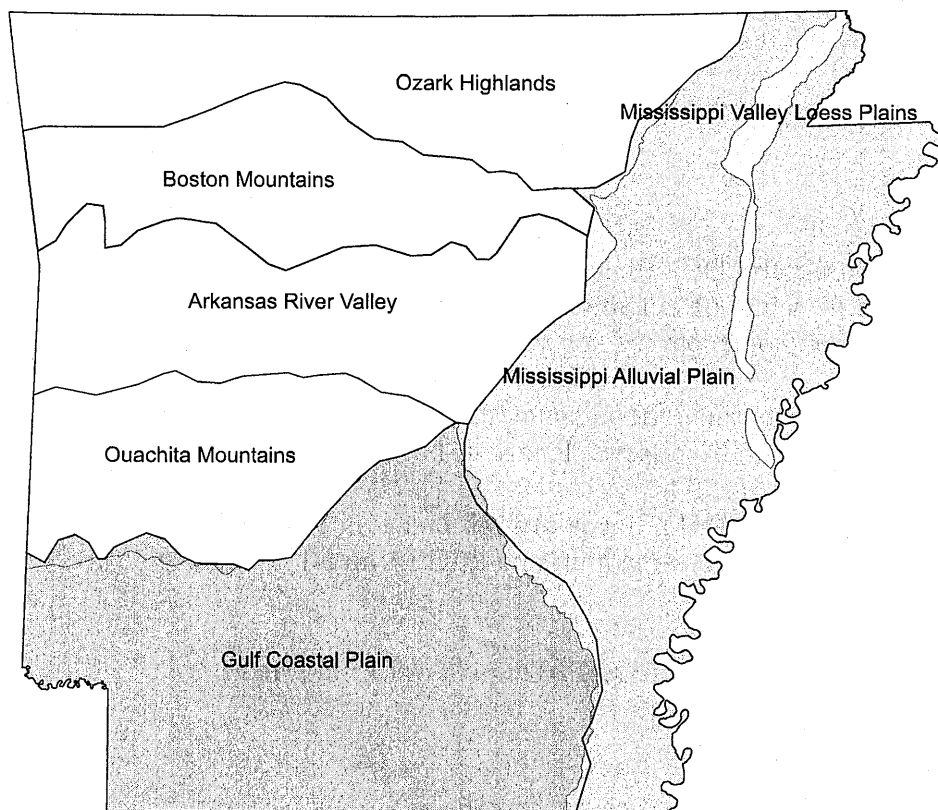 Ozark Highlands
Mississippi Valley Loess Plains
Boston Mountains
Arkansas River Valley
Mississippi Alluvial Plain
Ouachita Mountains
Gulf Coastal Plain